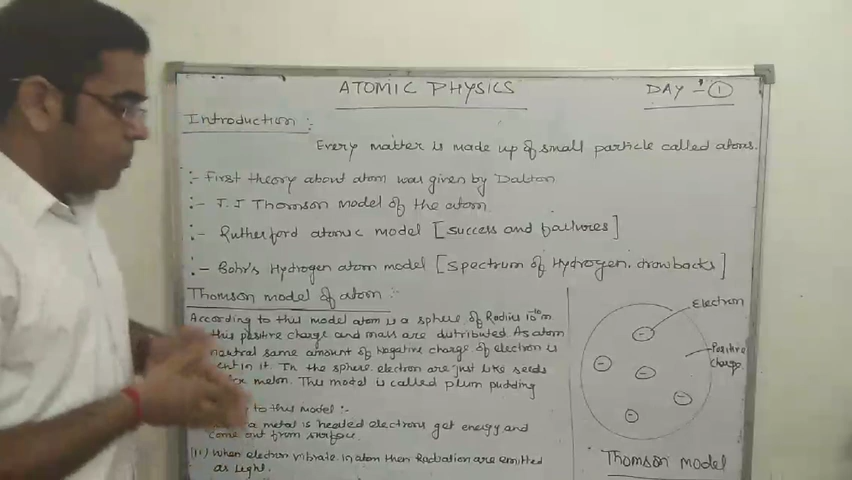 ATOMIC PHYSICS DAY - 1
Introduction :-
Every matter is made up of small particle called atoms.
:- First theory about atom was given by Dalton
:- J.J Thomson model of the atom
:- Rutherford atomic model [success and failures]
:- Bohr's Hydrogen atom model [Spectrum of Hydrogen. drawbacks]
Thomson model of atom :-
According to this model atom is a sphere of Radius 10⁻¹⁰m
this positive charge and mass are distributed As atom
neutral same amount of Negative charge of electron is
in it. In the sphere electron are just like seeds
melon. This model is called plum pudding
to this model :-
a metal is heated electrons get energy and
come out from surface.
(ii) When electron vibrate in atom then Radiation are emitted
as light.
Electron
Positive
charge
Thomson model